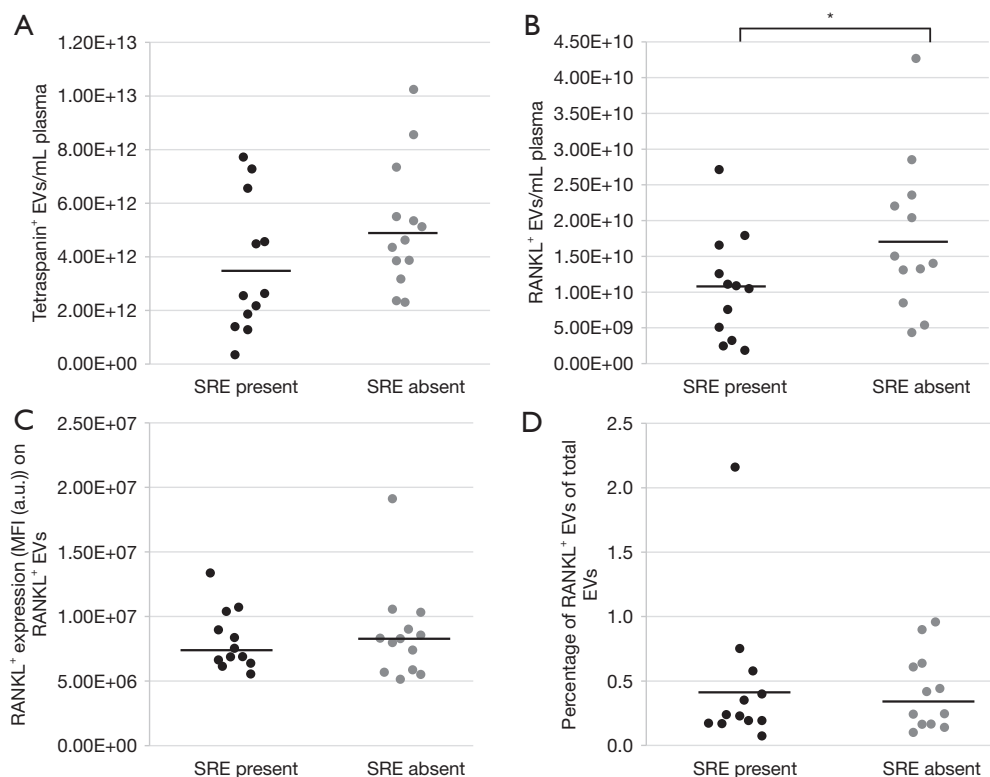 A
Tetraspanin⁺ EVs/mL plasma
1.20E+13
1.00E+13
8.00E+12
6.00E+12
4.00E+12
2.00E+12
0.00E+00
SRE present SRE absent
B
*
RANKL⁺ EVs/mL plasma
4.50E+10
4.00E+10
3.50E+10
3.00E+10
2.50E+10
2.00E+10
1.50E+10
1.00E+10
5.00E+09
0.00E+00
SRE present SRE absent
C
RANKL⁺ expression (MFI (a.u.)) on
RANKL⁺ EVs
2.50E+07
2.00E+07
1.50E+07
1.00E+07
5.00E+06
0.00E+00
SRE present SRE absent
D
Percentage of RANKL⁺ EVs of total
EVs
2.5
2.0
1.5
1.0
0.5
0.0
SRE present SRE absent